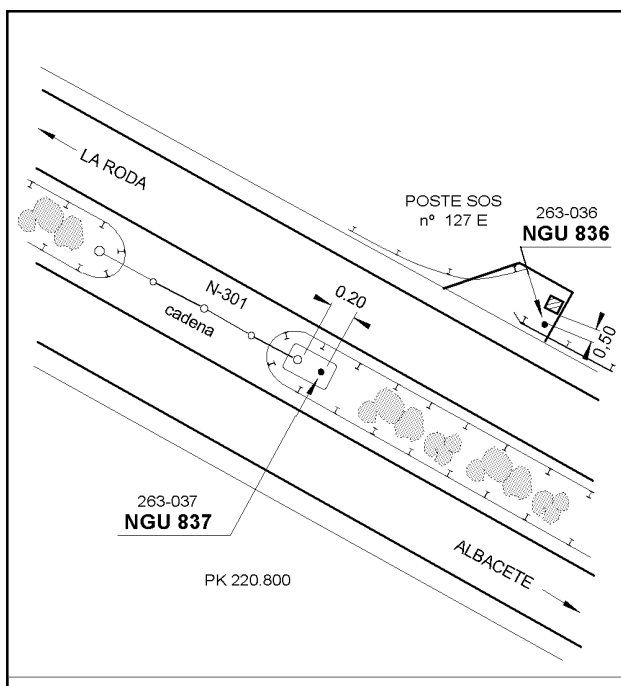 LA RODA
POSTE SOS
nº 127 E
263-036
NGU 836
N-301
cadena
0.20
0,50
263-037
NGU 837
PK 220.800
ALBACETE